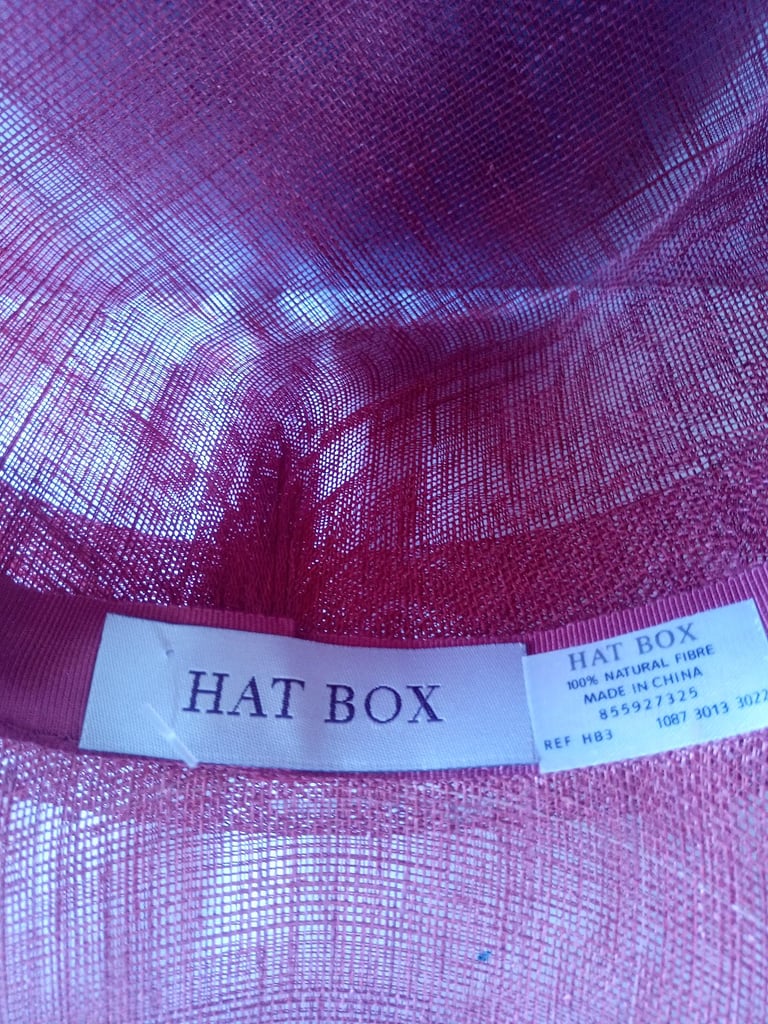 HAT BOX
HAT BOX
100% NATURAL FIBRE
MADE IN CHINA
855927325
REF HB3 1087 3013 3022